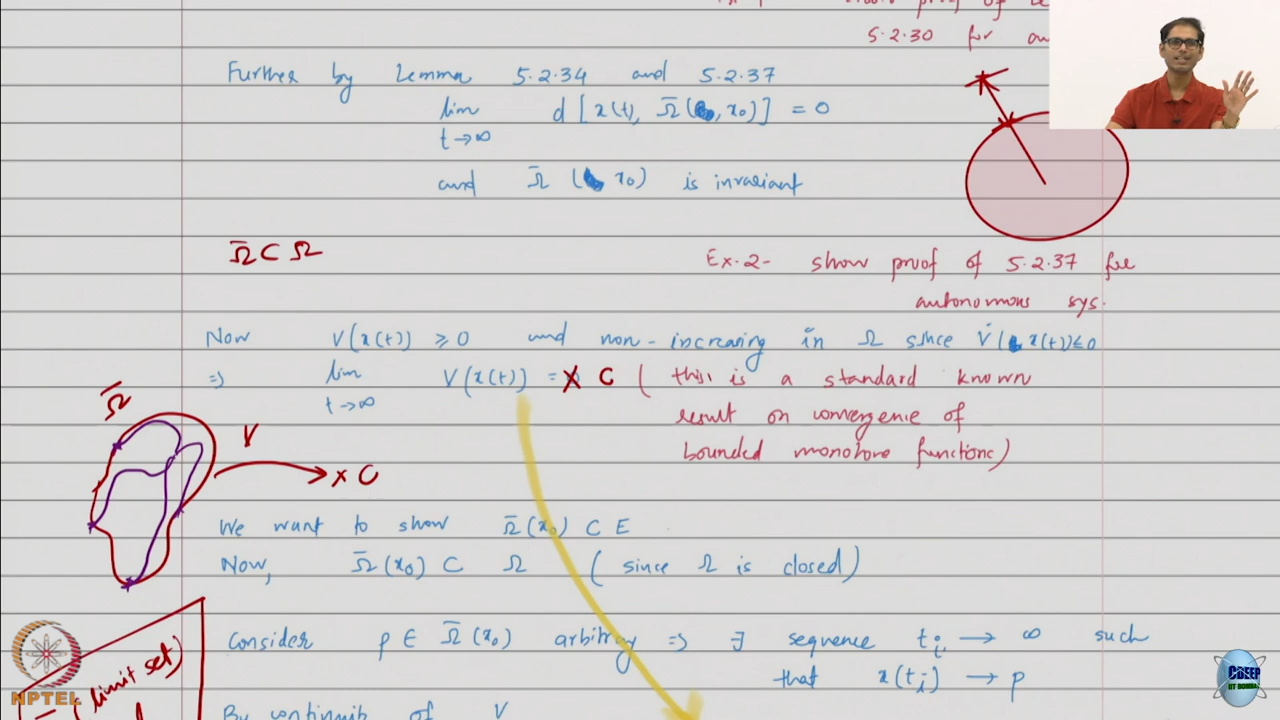 5.2.30 for
Further by Lemma 5.2.34 and 5.2.37
lim d [x(t), Ω̄(, x₀)] = 0
t→∞
and Ω̄ ( x₀) is invariant
Ω̄ ⊂ Ω
Ex.2- show proof of 5.2.37 for
autonomous sys.
Now V(x(t)) ≥ 0 and non-increasing in Ω since V̇(x(t)) ≤ 0
⇒ lim V(x(t)) = C (this is a standard known
t→∞
result on convergence of
bounded monotone functions)
Ω̄
V
x C
We want to show Ω̄(x₀) ⊂ E
Now, Ω̄(x₀) ⊂ Ω (since Ω is closed)
Consider p ∈ Ω̄(x₀) arbitrary ⇒ ∃ sequence tᵢ → ∞ such
that x(tᵢ) → p
(limit set)
By continuity of V
NPTEL
CDEEP
IIT BOMBAY